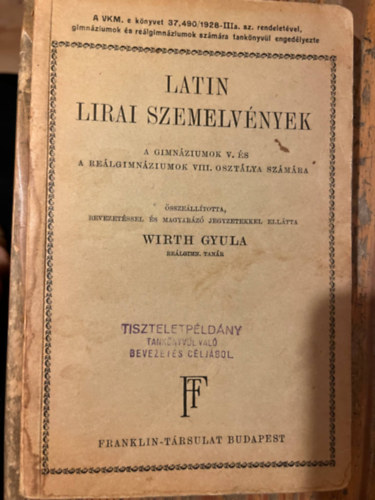 A VKM. e könyvet 37,490/1928-IIIa. sz. rendeletével,
gimnáziumok és reálgimnáziumok számára tankönyvül engedélyezte
LATIN
LIRAI SZEMELVÉNYEK
A GIMNÁZIUMOK V. ÉS
A REÁLGIMNÁZIUMOK VIII. OSZTÁLYA SZÁMÁRA
ÖSSZEÁLLÍTOTTA,
BEVEZETÉSSEL ÉS MAGYARÁZÓ JEGYZETEKKEL ELLÁTTA
WIRTH GYULA
REÁLGIMN. TANÁR
TISZTELETPÉLDÁNY
TANKÖNYVÜL VALÓ
BEVEZETÉS CÉLJÁBÓL.
FT
FRANKLIN-TÁRSULAT BUDAPEST